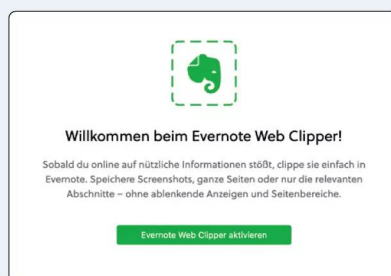 Willkommen beim Evernote Web Clipper!
Sobald du online auf nützliche Informationen stößt, clippe sie einfach in
Evernote. Speichere Screenshots, ganze Seiten oder nur die relevanten
Abschnitte – ohne ablenkende Anzeigen und Seitenbereiche.
Evernote Web Clipper aktivieren